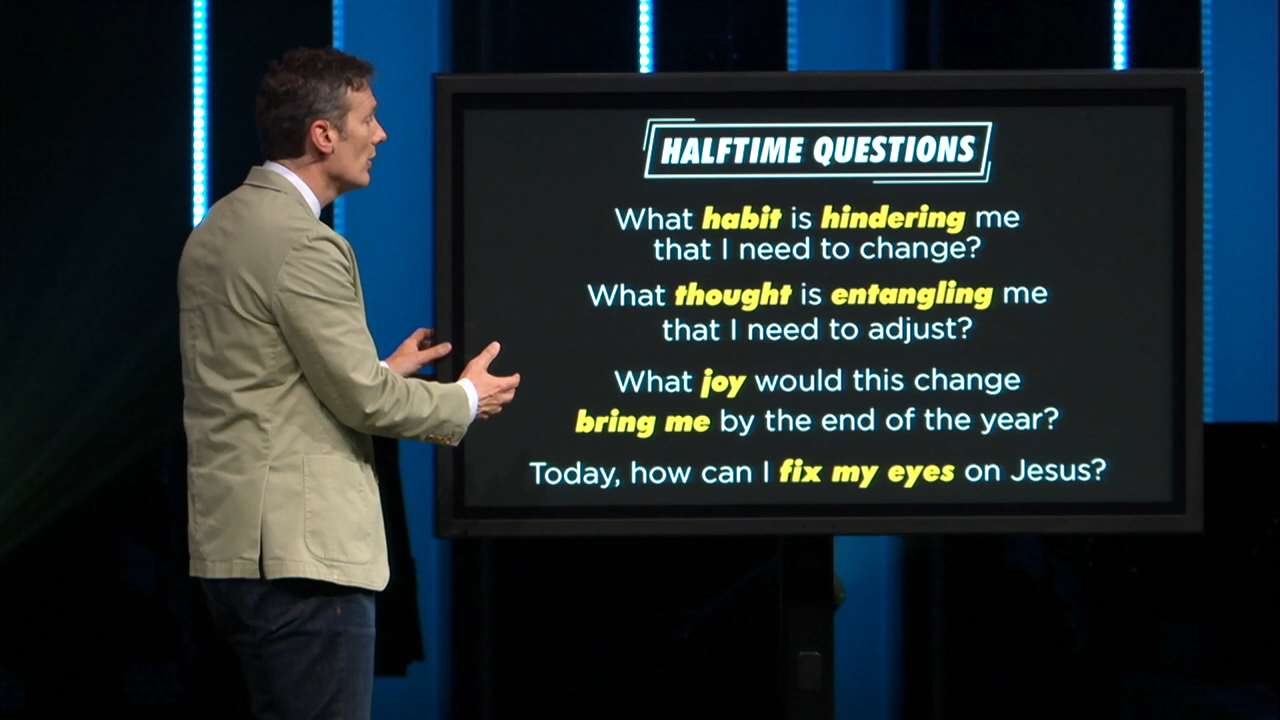 HALFTIME QUESTIONS
What habit is hindering me
that I need to change?
What thought is entangling me
that I need to adjust?
What joy would this change
bring me by the end of the year?
Today, how can I fix my eyes on Jesus?